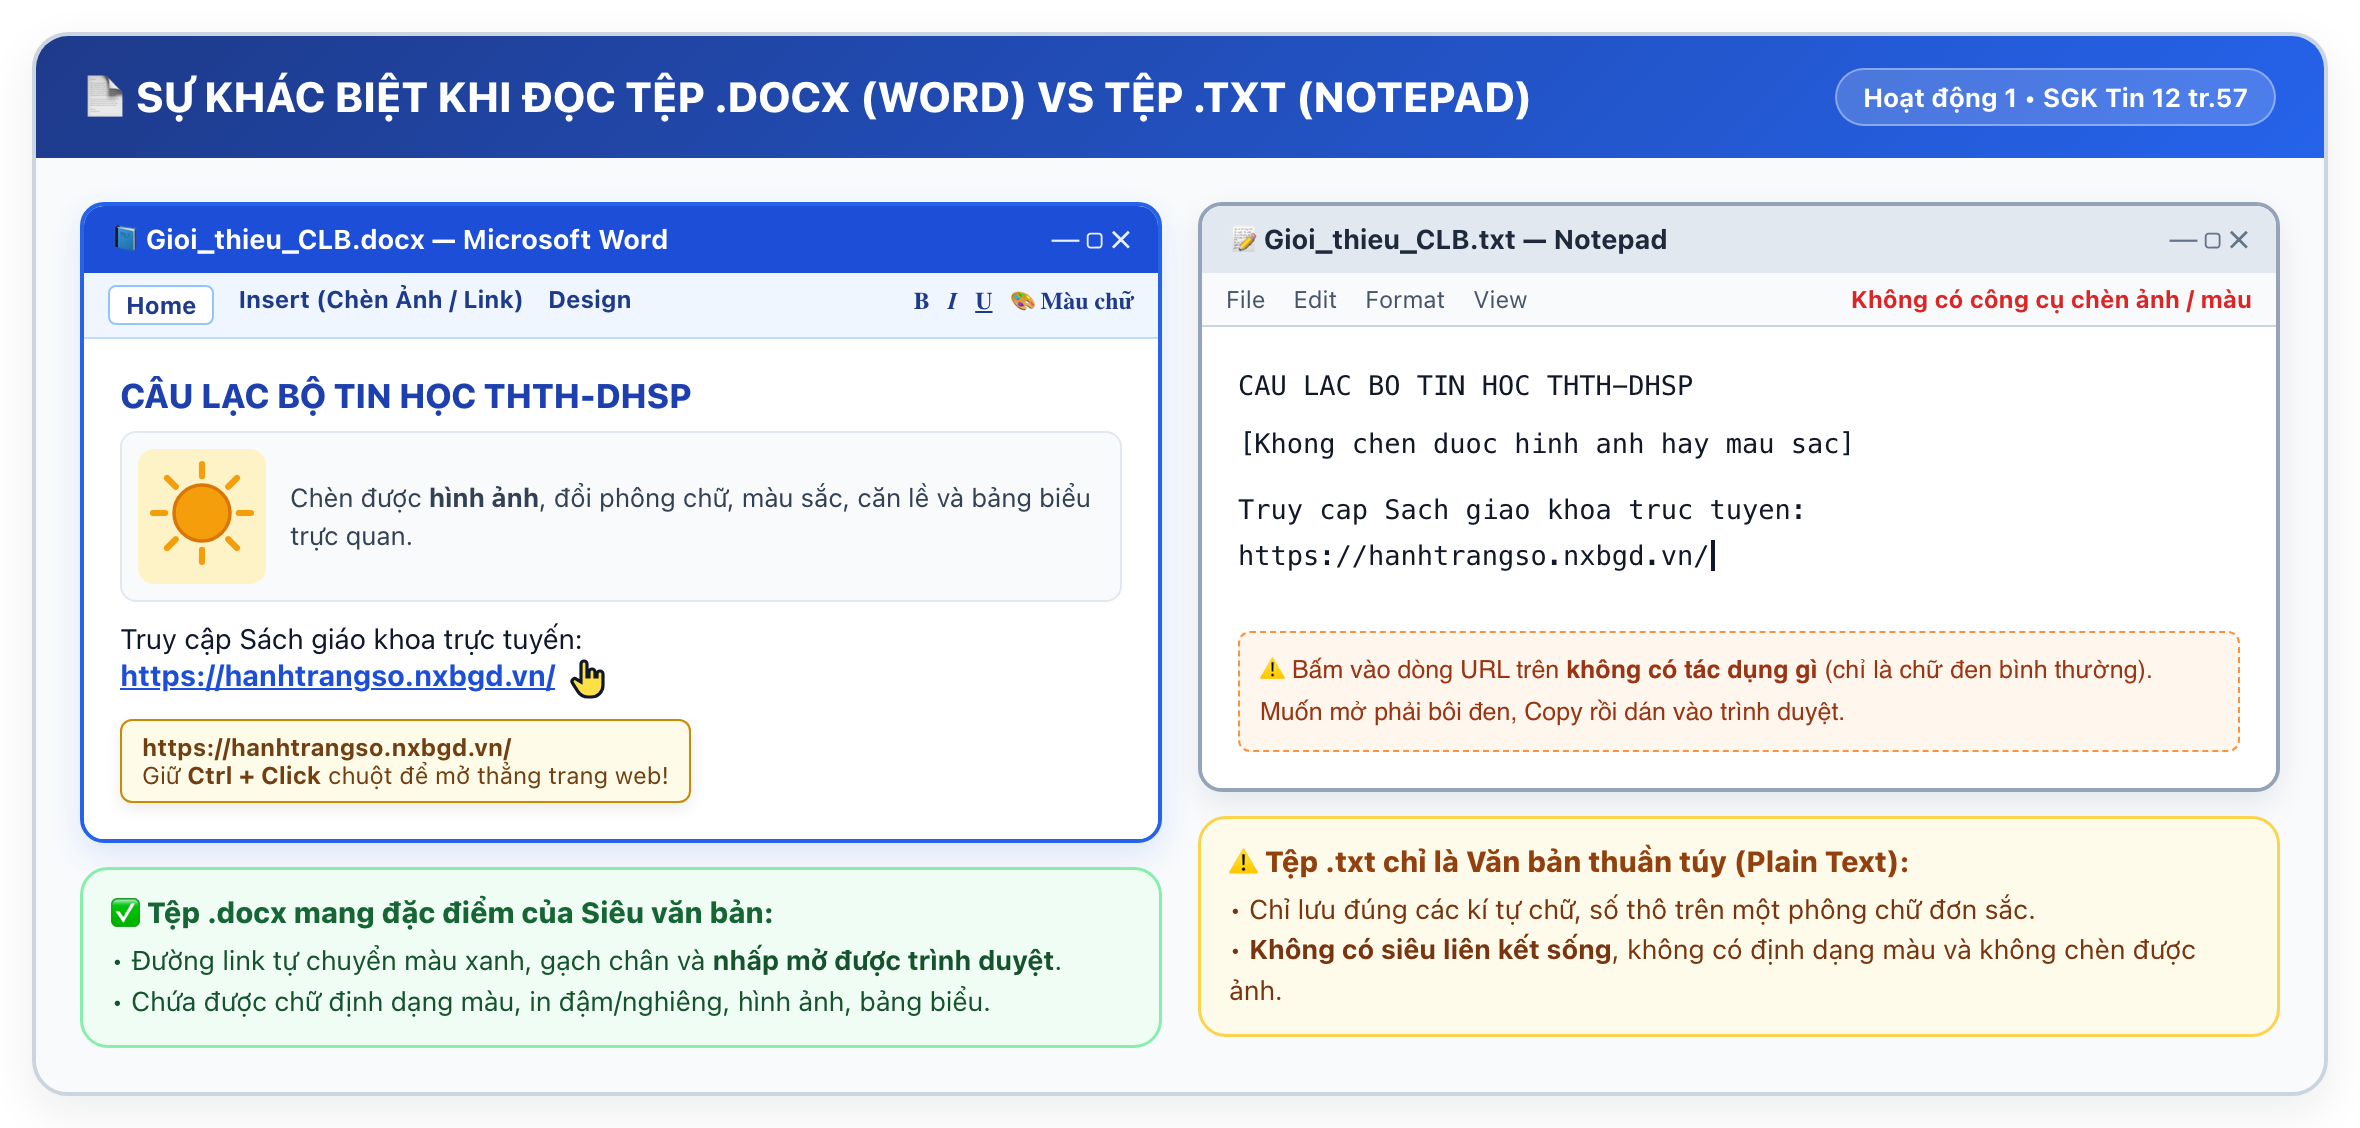 SỰ KHÁC BIỆT KHI ĐỌC TỆP .DOCX (WORD) VS TỆP .TXT (NOTEPAD)
Hoạt động 1 • SGK Tin 12 tr.57
Gioi_thieu_CLB.docx — Microsoft Word
Home Insert (Chèn Ảnh / Link) Design B I U Màu chữ
CÂU LẠC BỘ TIN HỌC THTH-DHSP
Chèn được hình ảnh, đổi phông chữ, màu sắc, căn lề và bảng biểu
trực quan.
Truy cập Sách giáo khoa trực tuyến:
https://hanhtrangso.nxbgd.vn/
https://hanhtrangso.nxbgd.vn/
Giữ Ctrl + Click chuột để mở thẳng trang web!
✅ Tệp .docx mang đặc điểm của Siêu văn bản:
• Đường link tự chuyển màu xanh, gạch chân và nhấp mở được trình duyệt.
• Chứa được chữ định dạng màu, in đậm/nghiêng, hình ảnh, bảng biểu.
Gioi_thieu_CLB.txt — Notepad
File Edit Format View Không có công cụ chèn ảnh / màu
CAU LAC BO TIN HOC THTH-DHSP
[Khong chen duoc hinh anh hay mau sac]
Truy cap Sach giao khoa truc tuyen:
https://hanhtrangso.nxbgd.vn/
⚠️ Bấm vào dòng URL trên không có tác dụng gì (chỉ là chữ đen bình thường).
Muốn mở phải bôi đen, Copy rồi dán vào trình duyệt.
⚠️ Tệp .txt chỉ là Văn bản thuần túy (Plain Text):
• Chỉ lưu đúng các kí tự chữ, số thô trên một phông chữ đơn sắc.
• Không có siêu liên kết sống, không có định dạng màu và không chèn được
ảnh.